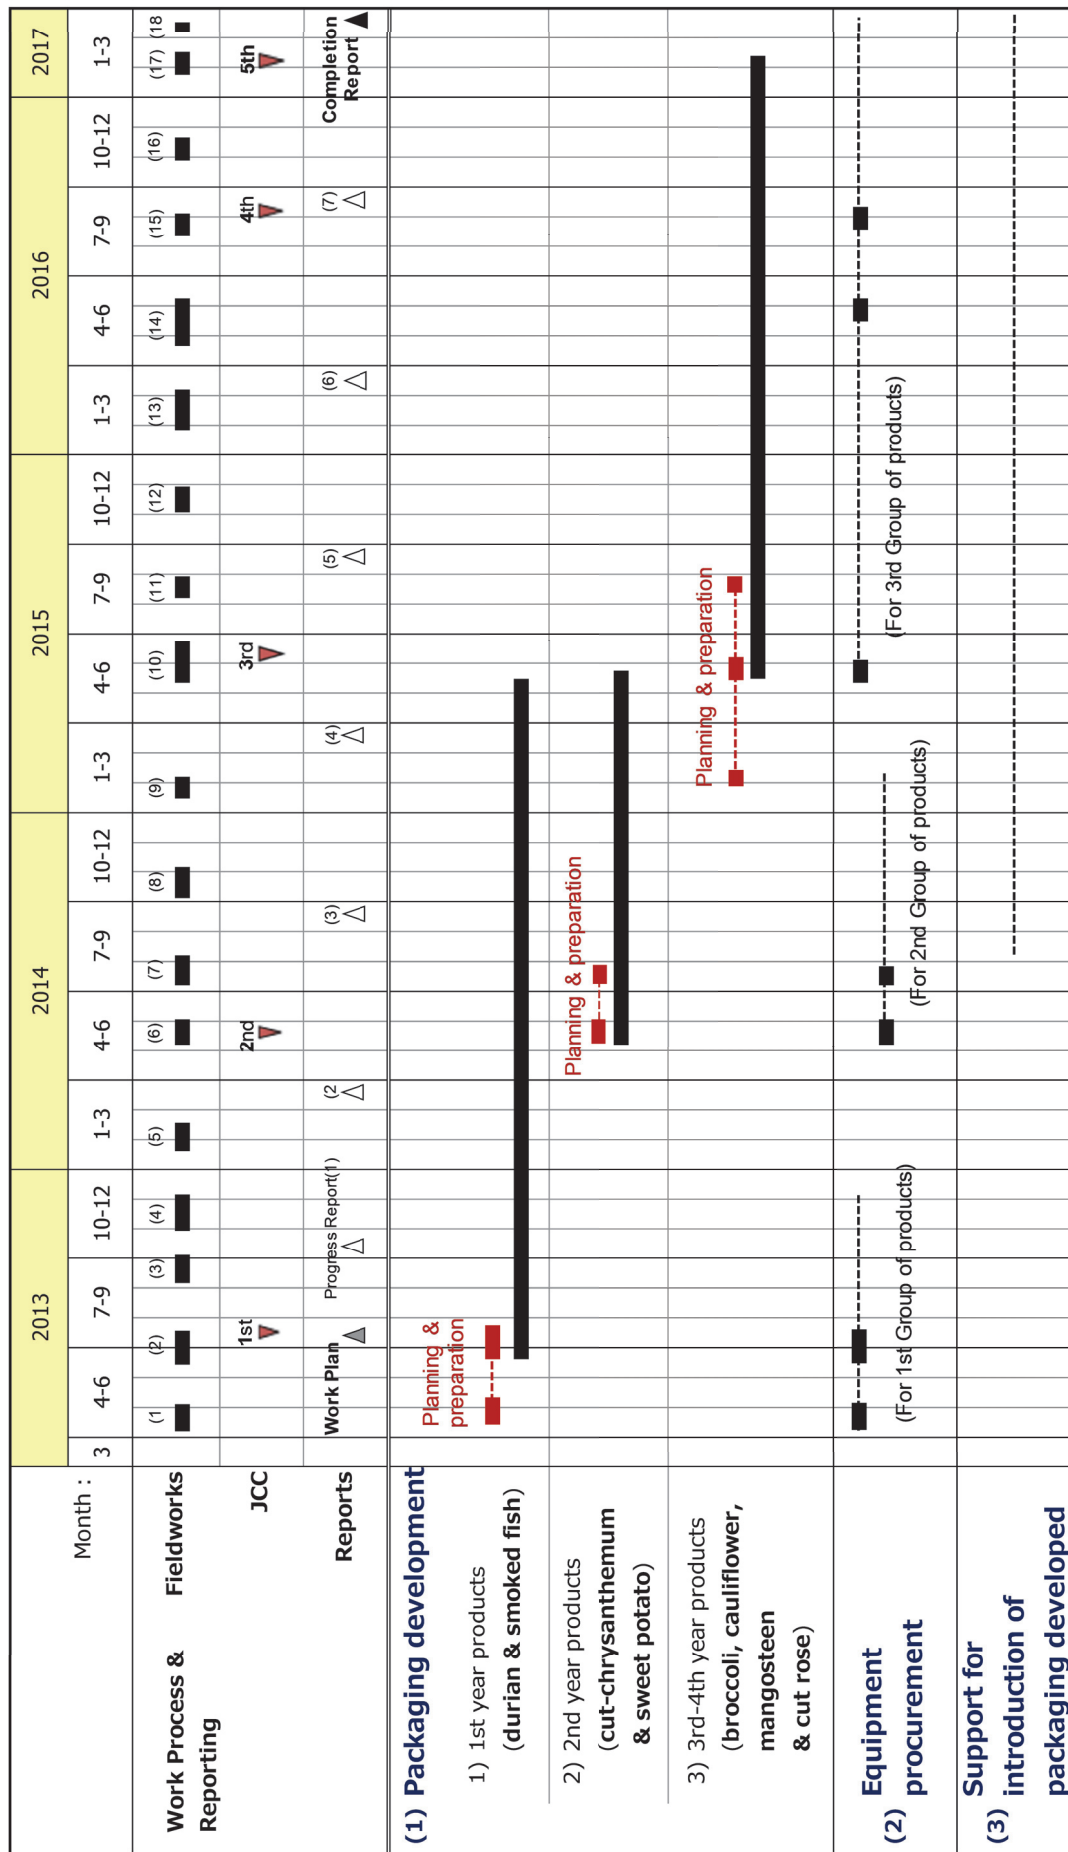 2013 2014 2015 2016 2017
Month : 3 4-6 7-9 10-12 1-3 4-6 7-9 10-12 1-3 4-6 7-9 10-12 1-3 4-6 7-9 10-12 1-3
Work Process & Reporting
Fieldworks (1 (2) (3) (4) (5) (6) (7) (8) (9) (10) (11) (12) (13) (14) (15) (16) (17) (18
JCC 1st 2nd 3rd 4th 5th
Reports Work Plan Progress Report(1) (2 (3) (4) (5) (6) (7) Completion Report
(1) Packaging development
1) 1st year products
(durian & smoked fish)
Planning &
preparation
2) 2nd year products
(cut-chrysanthemum
& sweet potato)
Planning & preparation
3) 3rd-4th year products
(broccoli, cauliflower,
mangosteen
& cut rose)
Planning & preparation
(2) Equipment
procurement
(For 1st Group of products)
(For 2nd Group of products)
(For 3rd Group of products)
(3) Support for
introduction of
packaging developed